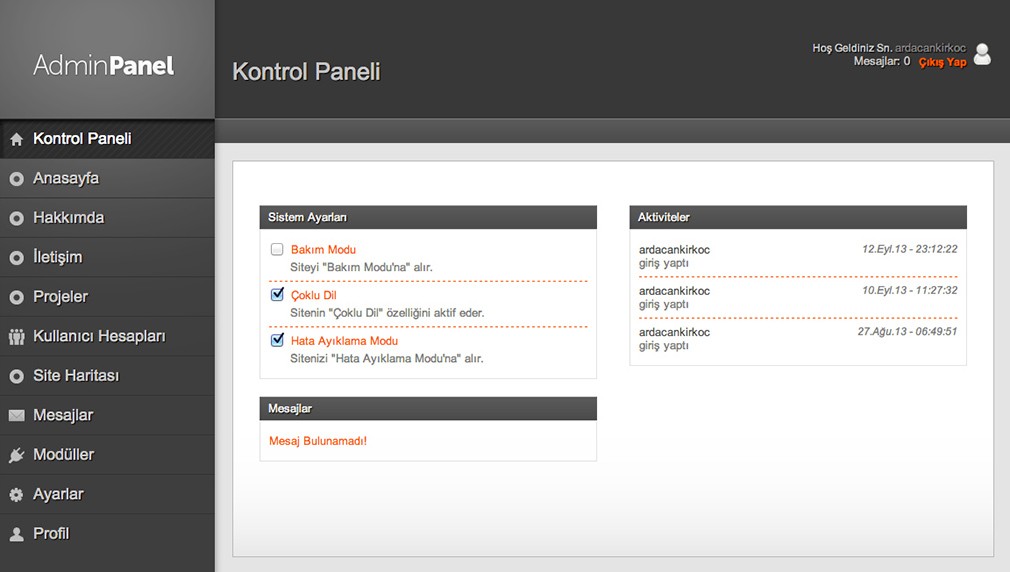 AdminPanel
Kontrol Paneli
Hoş Geldiniz Sn. ardacankirkoc
Mesajlar: 0 Çıkış Yap
Kontrol Paneli
Anasayfa
Hakkımda
İletişim
Projeler
Kullanıcı Hesapları
Site Haritası
Mesajlar
Modüller
Ayarlar
Profil
Sistem Ayarları
Bakım Modu
Siteyi "Bakım Modu'na" alır.
Çoklu Dil
Sitenin "Çoklu Dil" özelliğini aktif eder.
Hata Ayıklama Modu
Sitenizi "Hata Ayıklama Modu'na" alır.
Mesajlar
Mesaj Bulunamadı!
Aktiviteler
ardacankirkoc 12.Eyl.13 - 23:12:22
giriş yaptı
ardacankirkoc 10.Eyl.13 - 11:27:32
giriş yaptı
ardacankirkoc 27.Ağu.13 - 06:49:51
giriş yaptı